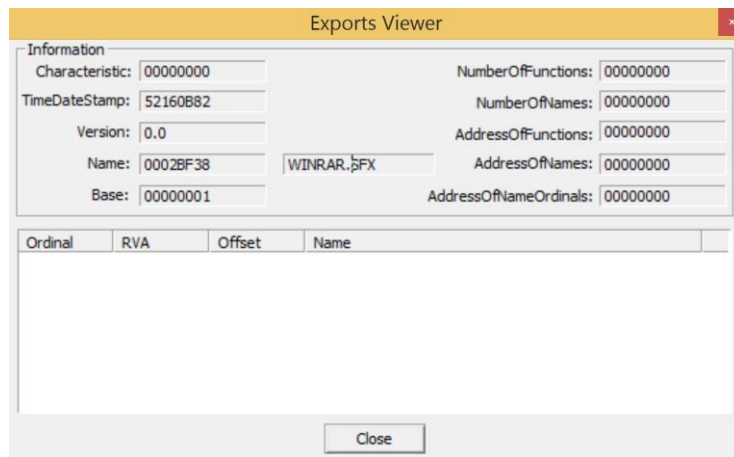 Exports Viewer
Information
Characteristic: 00000000 NumberOfFunctions: 00000000
TimeDateStamp: 52160B82 NumberOfNames: 00000000
Version: 0.0 AddressOfFunctions: 00000000
Name: 0002BF38 WINRAR.SFX AddressOfNames: 00000000
Base: 00000001 AddressOfNameOrdinals: 00000000
Ordinal RVA Offset Name
Close